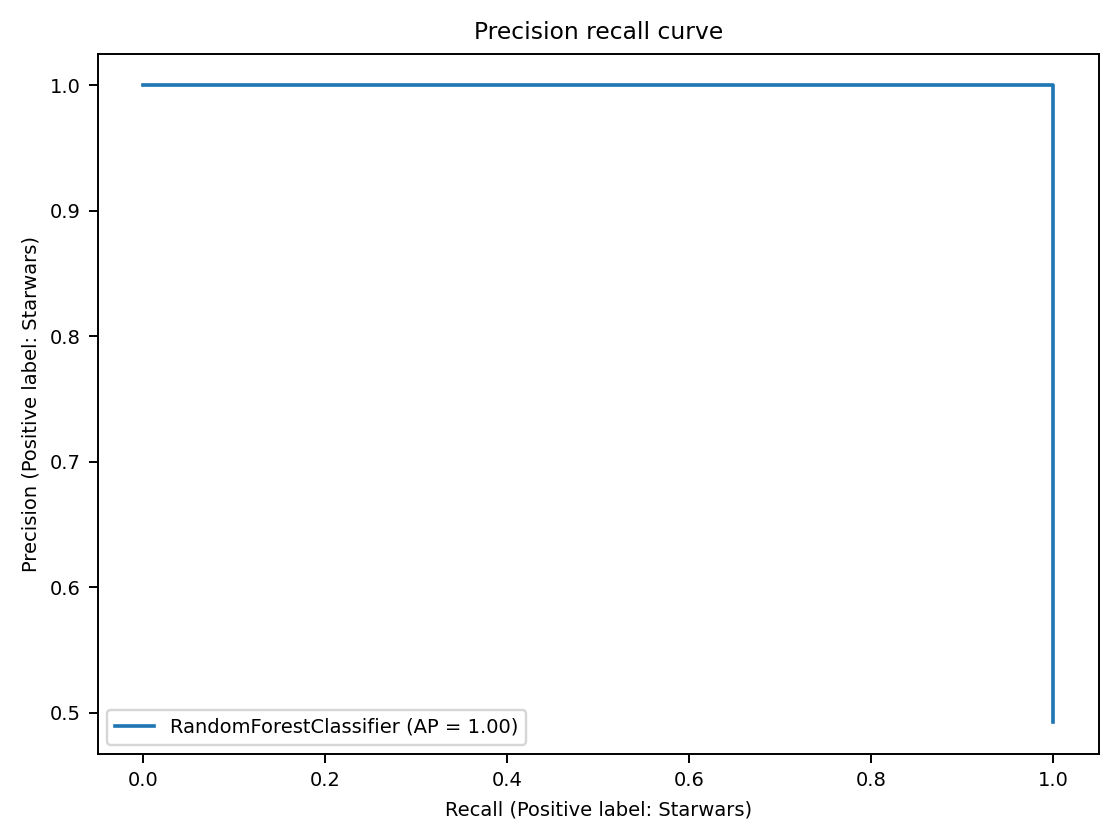 Precision recall curve
1.0
0.9
0.8
0.7
0.6
0.5
Precision (Positive label: Starwars)
RandomForestClassifier (AP = 1.00)
0.0 0.2 0.4 0.6 0.8 1.0
Recall (Positive label: Starwars)